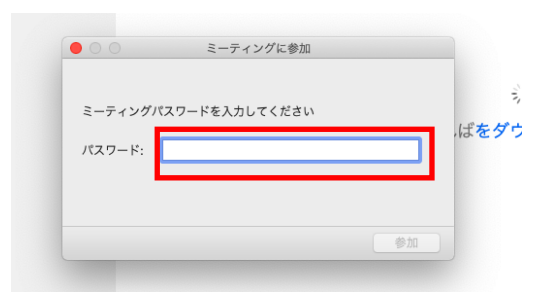 ミーティングに参加
ミーティングパスワードを入力してください
ればをダウ
パスワード:
参加